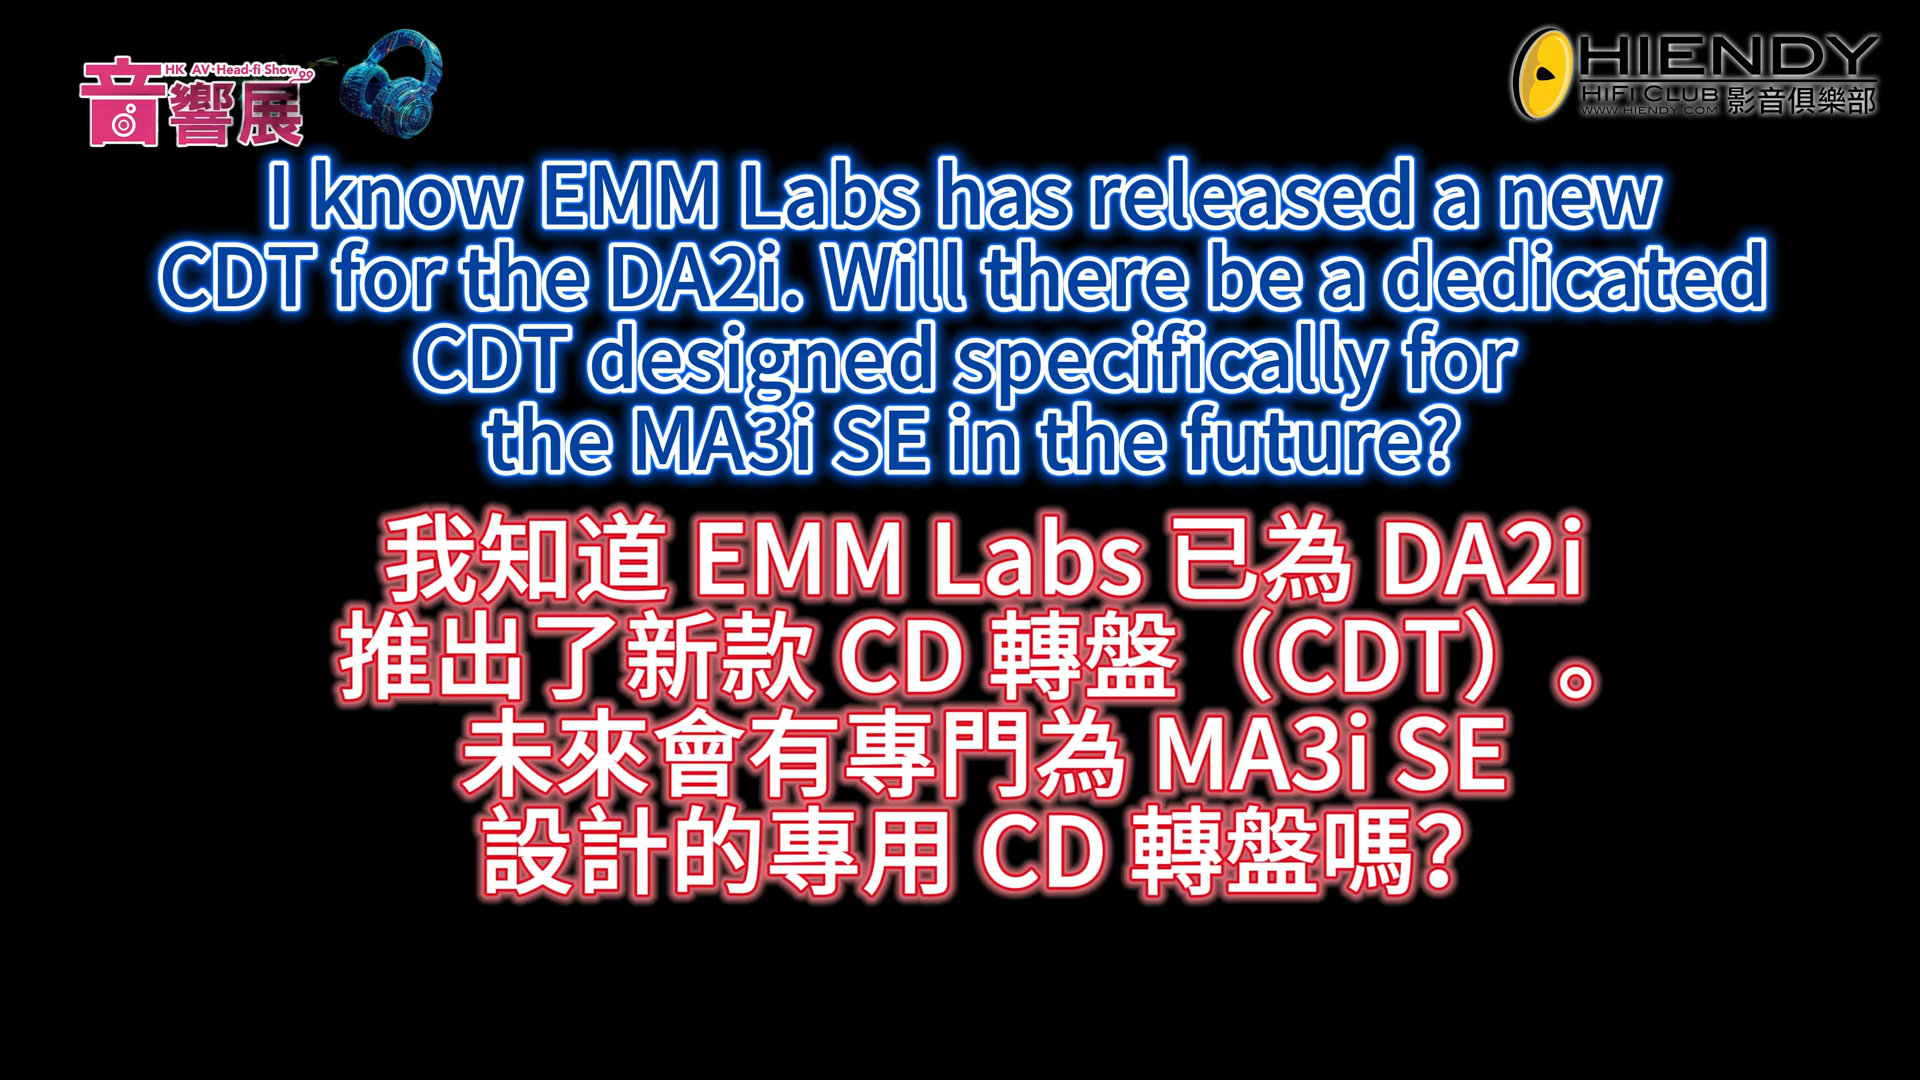 HK AV·Head-fi Show
音響展
HIENDY
HiFi CLUB 影音俱樂部
WWW.HIENDY.COM
I know EMM Labs has released a new
CDT for the DA2i. Will there be a dedicated
CDT designed specifically for
the MA3i SE in the future?
我知道 EMM Labs 已為 DA2i
推出了新款 CD 轉盤（CDT）。
未來會有專門為 MA3i SE
設計的專用 CD 轉盤嗎？